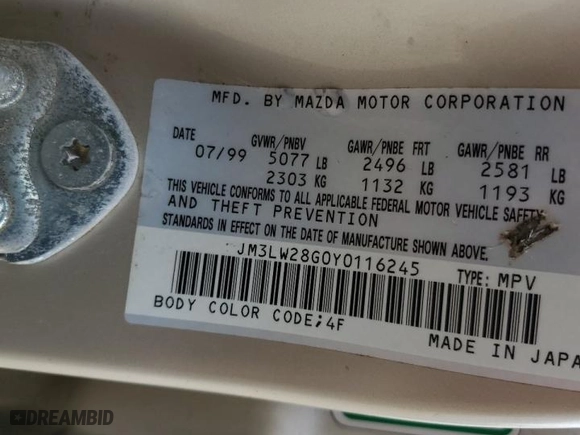 MFD. BY MAZDA MOTOR CORPORATION
DATE GVWR/PNBV GAWR/PNBE FRT GAWR/PNBE RR
07/99 5077 LB 2496 LB 2581 LB
2303 KG 1132 KG 1193 KG
THIS VEHICLE CONFORMS TO ALL APPLICABLE FEDERAL MOTOR VEHICLE SAFETY
AND THEFT PREVENTION
STANDARDS IN EFFECT ON THE DATE OF MANUFACTURE SHOWN ABOVE.
JM3LW28G0Y0116245 TYPE: MPV
BODY COLOR CODE;4F
MADE IN JAPA
DREAMBID